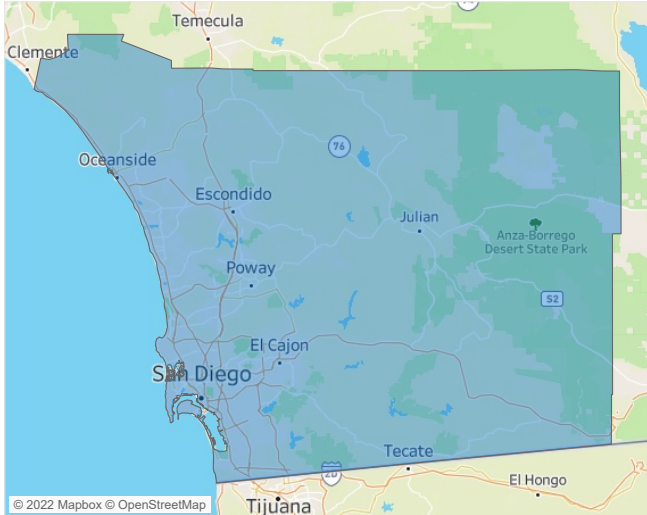 Temecula
Clemente
76
Oceanside
Escondido
Julian
Anza-Borrego
Desert State Park
Poway
S2
El Cajon
San Diego
Tecate
2D
El Hongo
Tijuana
© 2022 Mapbox © OpenStreetMap